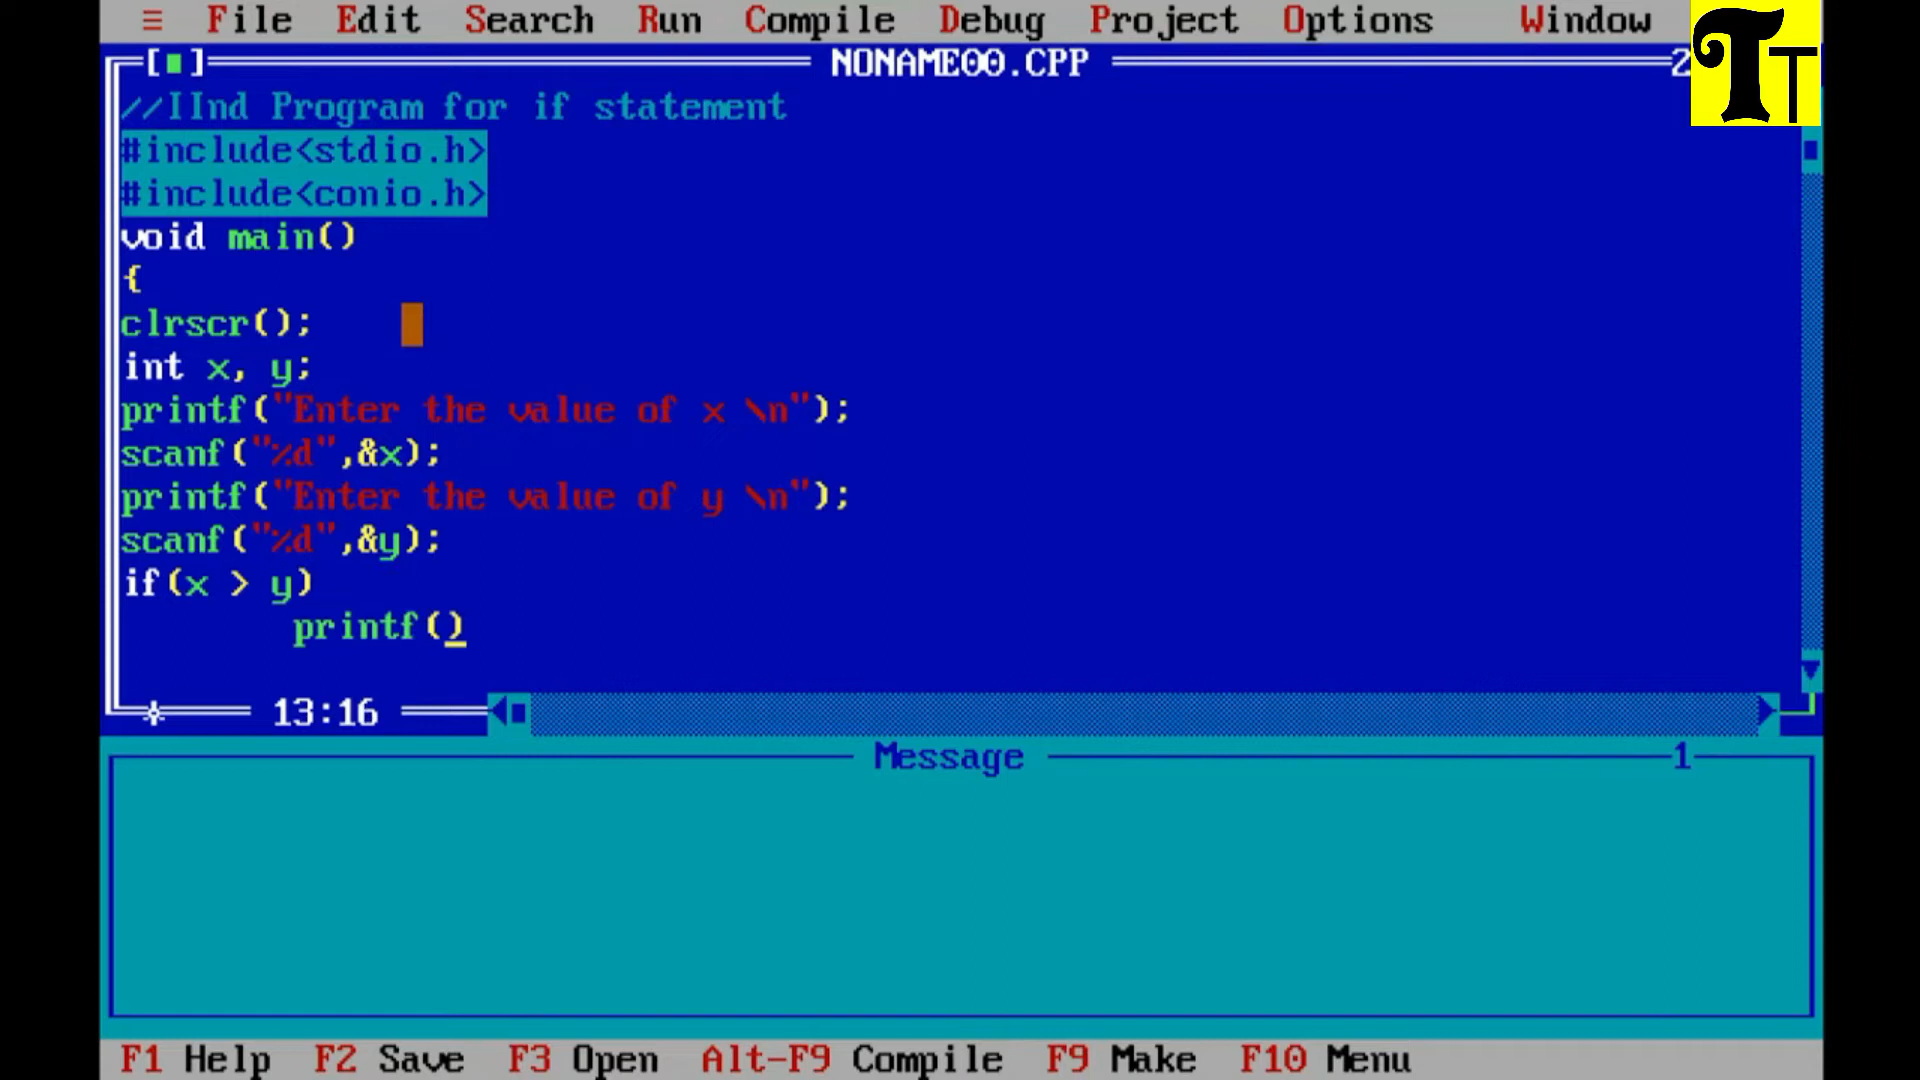 ≡ File Edit Search Run Compile Debug Project Options Window
[■] NONAME00.CPP 2
TT
//IInd Program for if statement
#include<stdio.h>
#include<conio.h>
void main()
{
clrscr();
int x, y;
printf("Enter the value of x \n");
scanf("%d",&x);
printf("Enter the value of y \n");
scanf("%d",&y);
if(x > y)
printf()
13:16
Message 1
F1 Help F2 Save F3 Open Alt-F9 Compile F9 Make F10 Menu